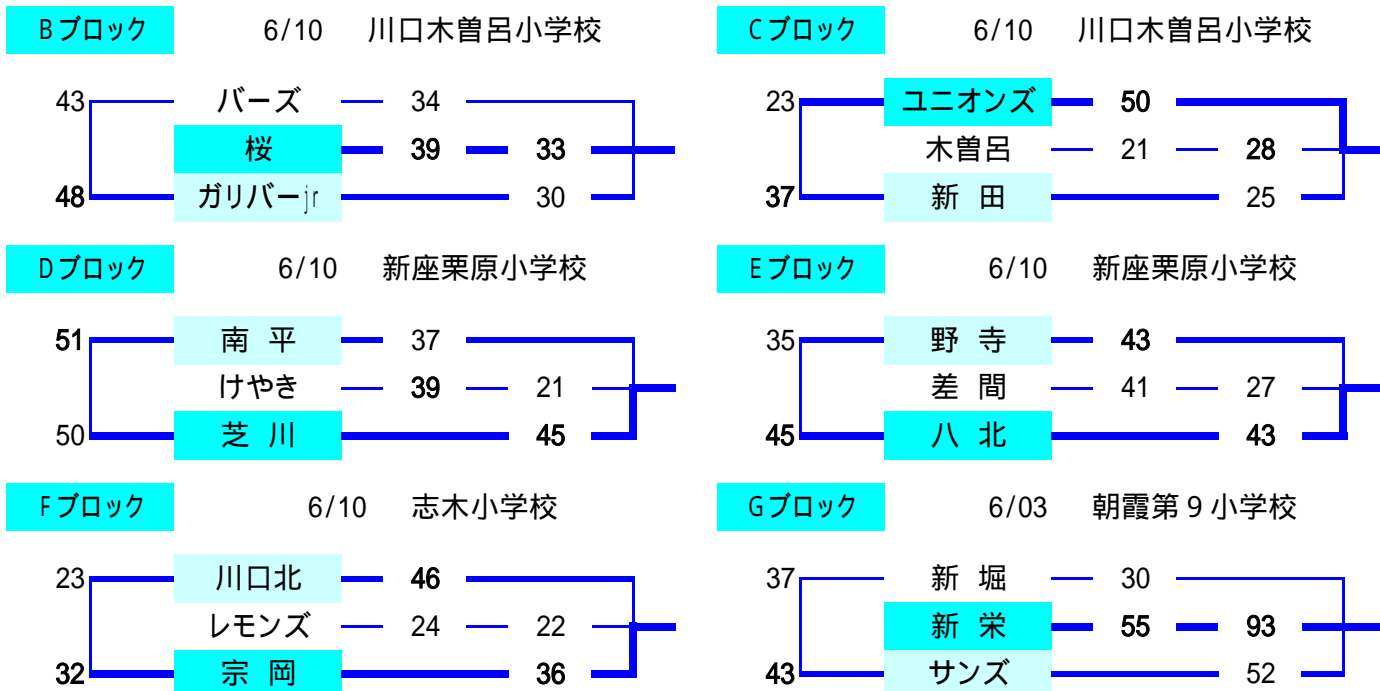 Bブロック 6/10 川口木曽呂小学校
43 バーズ 34
桜 39 33
48 ガリバーjr 30
Cブロック 6/10 川口木曽呂小学校
23 ユニオンズ 50
木曽呂 21 28
37 新 田 25
Dブロック 6/10 新座栗原小学校
51 南 平 37
けやき 39 21
50 芝 川 45
Eブロック 6/10 新座栗原小学校
35 野 寺 43
差 間 41 27
45 八 北 43
Fブロック 6/10 志木小学校
23 川口北 46
レモンズ 24 22
32 宗 岡 36
Gブロック 6/03 朝霞第9小学校
37 新 堀 30
新 栄 55 93
43 サンズ 52